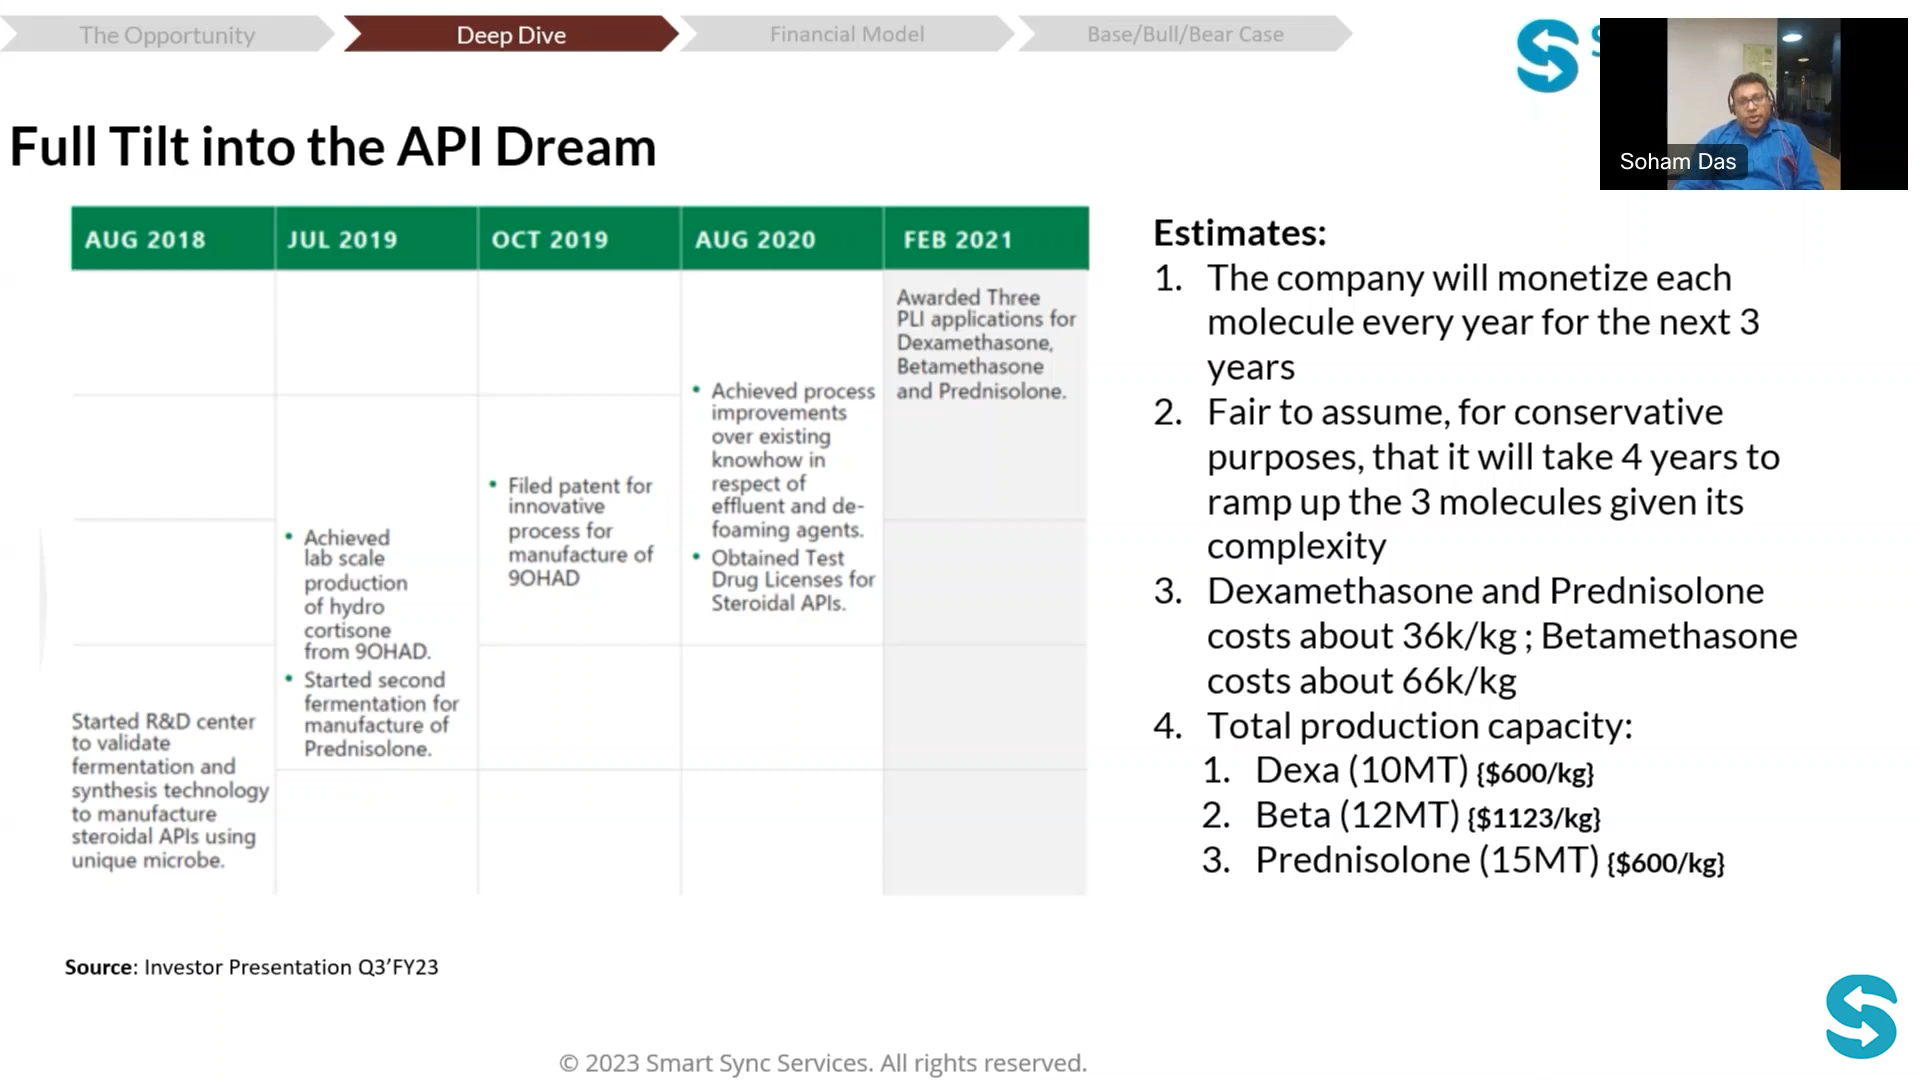 The Opportunity
Deep Dive
Financial Model
Base/Bull/Bear Case
Soham Das
Full Tilt into the API Dream
AUG 2018
JUL 2019
OCT 2019
AUG 2020
FEB 2021
Started R&D center
to validate
fermentation and
synthesis technology
to manufacture
steroidal APIs using
unique microbe.
• Achieved
lab scale
production
of hydro
cortisone
from 9OHAD.
• Started second
fermentation for
manufacture of
Prednisolone.
• Filed patent for
innovative
process for
manufacture of
9OHAD
• Achieved process
improvements
over existing
knowhow in
respect of
effluent and de-
foaming agents.
• Obtained Test
Drug Licenses for
Steroidal APIs.
Awarded Three
PLI applications for
Dexamethasone,
Betamethasone
and Prednisolone.
Estimates:
1. The company will monetize each
molecule every year for the next 3
years
2. Fair to assume, for conservative
purposes, that it will take 4 years to
ramp up the 3 molecules given its
complexity
3. Dexamethasone and Prednisolone
costs about 36k/kg ; Betamethasone
costs about 66k/kg
4. Total production capacity:
1. Dexa (10MT) {$600/kg}
2. Beta (12MT) {$1123/kg}
3. Prednisolone (15MT) {$600/kg}
Source: Investor Presentation Q3’FY23
© 2023 Smart Sync Services. All rights reserved.